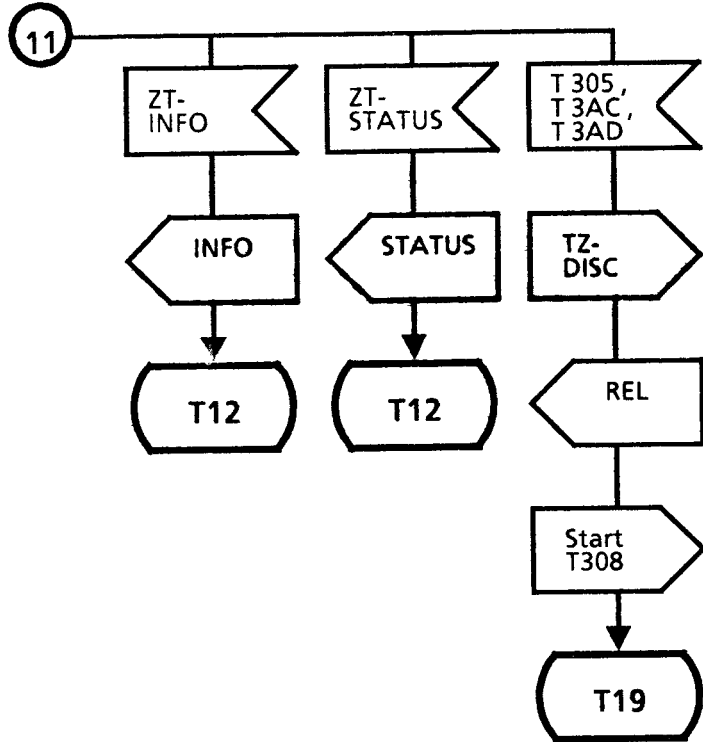 11
ZT-
INFO
ZT-
STATUS
T 305,
T 3AC,
T 3AD
INFO
STATUS
TZ-
DISC
T12
T12
REL
Start
T308
T19